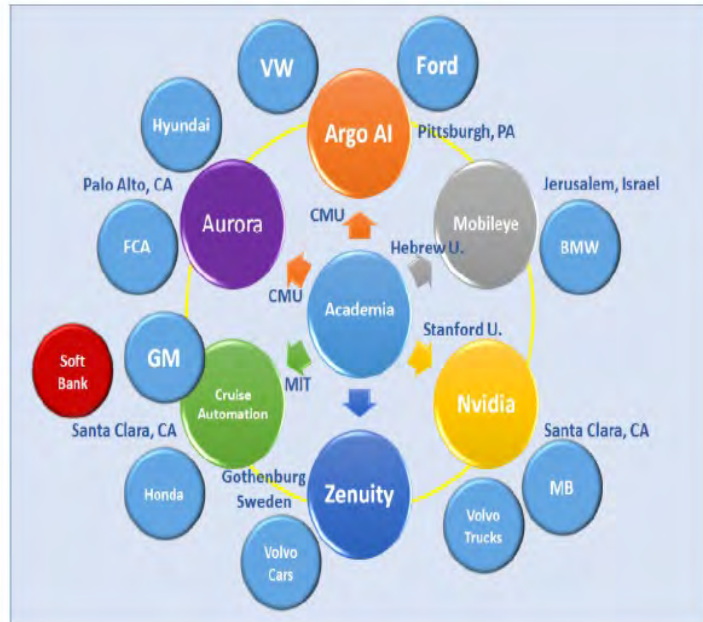 VW
Ford
Hyundai
Argo AI
Pittsburgh, PA
Palo Alto, CA
Jerusalem, Israel
Aurora
CMU
Mobileye
FCA
Hebrew U.
BMW
CMU
Academia
Stanford U.
Soft
Bank
GM
MIT
Cruise
Automation
Nvidia
Santa Clara, CA
Santa Clara, CA
Gothenburg
Sweden
Zenuity
Honda
MB
Volvo
Trucks
Volvo
Cars